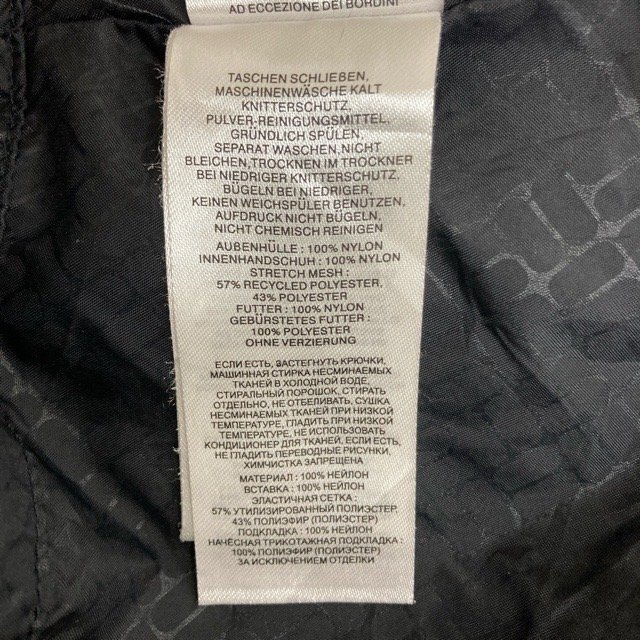 AD ECCEZIONE DEI BORDINI
TASCHEN SCHLIEßEN,
MASCHINENWÄSCHE KALT
KNITTERSCHUTZ,
PULVER-REINIGUNGSMITTEL,
GRÜNDLICH SPÜLEN,
SEPARAT WASCHEN,NICHT
BLEICHEN,TROCKNEN IM TROCKNER
BEI NIEDRIGER KNITTERSCHUTZ,
BÜGELN BEI NIEDRIGER,
KEINEN WEICHSPÜLER BENUTZEN,
AUFDRUCK NICHT BÜGELN,
NICHT CHEMISCH REINIGEN
AUßENHÜLLE : 100% NYLON
INNENHANDSCHUH : 100% NYLON
STRETCH MESH :
57% RECYCLED POLYESTER,
43% POLYESTER
FUTTER : 100% NYLON
GEBÜRSTETES FUTTER :
100% POLYESTER
OHNE VERZIERUNG
ЕСЛИ ЕСТЬ, ЗАСТЕГНУТЬ КРЮЧКИ,
МАШИННАЯ СТИРКА НЕСМИНАЕМЫХ
ТКАНЕЙ В ХОЛОДНОЙ ВОДЕ,
СТИРАЛЬНЫЙ ПОРОШОК, СТИРАТЬ
ОТДЕЛЬНО, НЕ ОТБЕЛИВАТЬ, СУШКА
НЕСМИНАЕМЫХ ТКАНЕЙ ПРИ НИЗКОЙ
ТЕМПЕРАТУРЕ, ГЛАДИТЬ ПРИ НИЗКОЙ
ТЕМПЕРАТУРЕ, НЕ ИСПОЛЬЗОВАТЬ
КОНДИЦИОНЕР ДЛЯ ТКАНЕЙ, ЕСЛИ ЕСТЬ,
НЕ ГЛАДИТЬ ПЕРЕВОДНЫЕ РИСУНКИ,
ХИМЧИСТКА ЗАПРЕЩЕНА
МАТЕРИАЛ : 100% НЕЙЛОН
ВСТАВКА : 100% НЕЙЛОН
ЭЛАСТИЧНАЯ СЕТКА :
57% УТИЛИЗИРОВАННЫЙ ПОЛИЭСТЕР,
43% ПОЛИЭФИР (ПОЛИЭСТЕР)
ПОДКЛАДКА : 100% НЕЙЛОН
НАЧЁСНАЯ ТРИКОТАЖНАЯ ПОДКЛАДКА :
100% ПОЛИЭФИР (ПОЛИЭСТЕР)
ЗА ИСКЛЮЧЕНИЕМ ОТДЕЛКИ